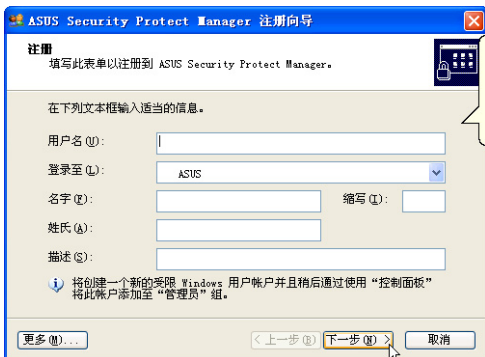 ASUS Security Protect Manager 注册向导
注册
填写此表单以注册到 ASUS Security Protect Manager。
在下列文本框输入适当的信息。
用户名(U):
登录至(L): ASUS
名字(F): 缩写(I):
姓氏(A):
描述(S):
将创建一个新的受限 Windows 用户帐户并且稍后通过使用“控制面板”
将此帐户添加至“管理员”组。
更多(M)... < 上一步(B) 下一步(N) > 取消